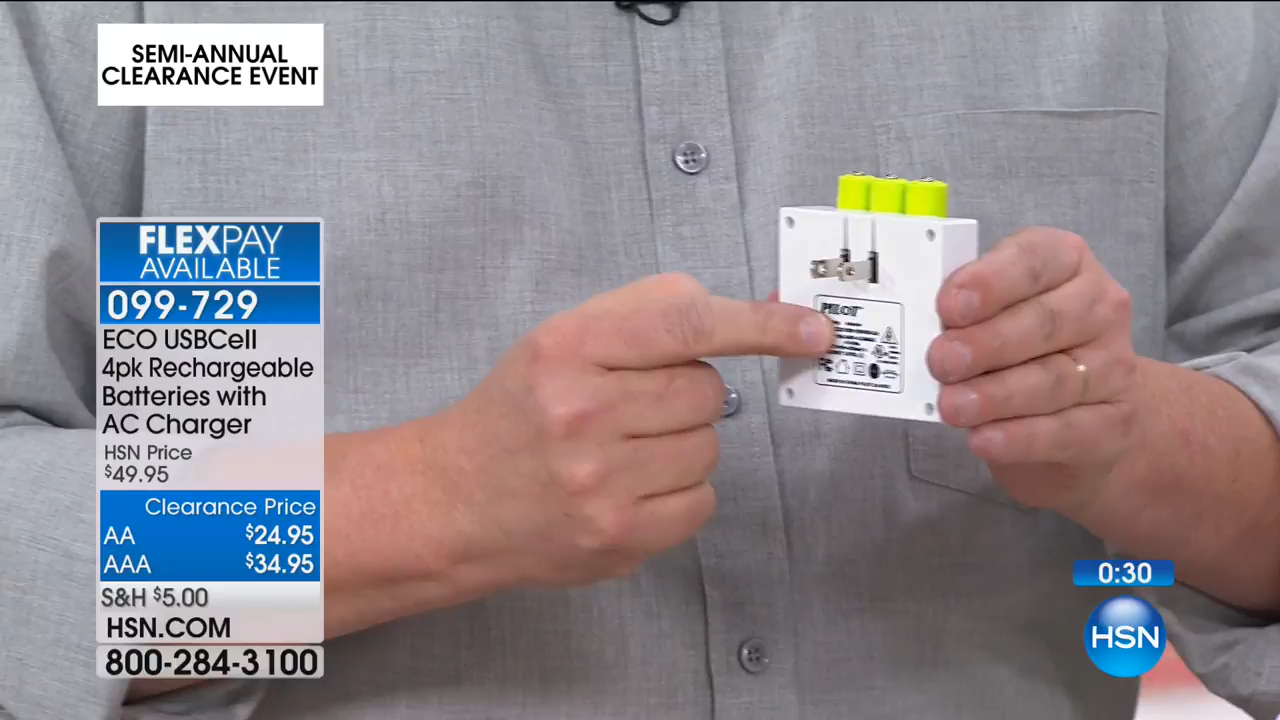 SEMI-ANNUAL
CLEARANCE EVENT
FLEXPAY
AVAILABLE
099-729
ECO USBCell
4pk Rechargeable
Batteries with
AC Charger
HSN Price
$49.95
Clearance Price
AA $24.95
AAA $34.95
S&H $5.00
HSN.COM
800-284-3100
PILOT
0:30
HSN